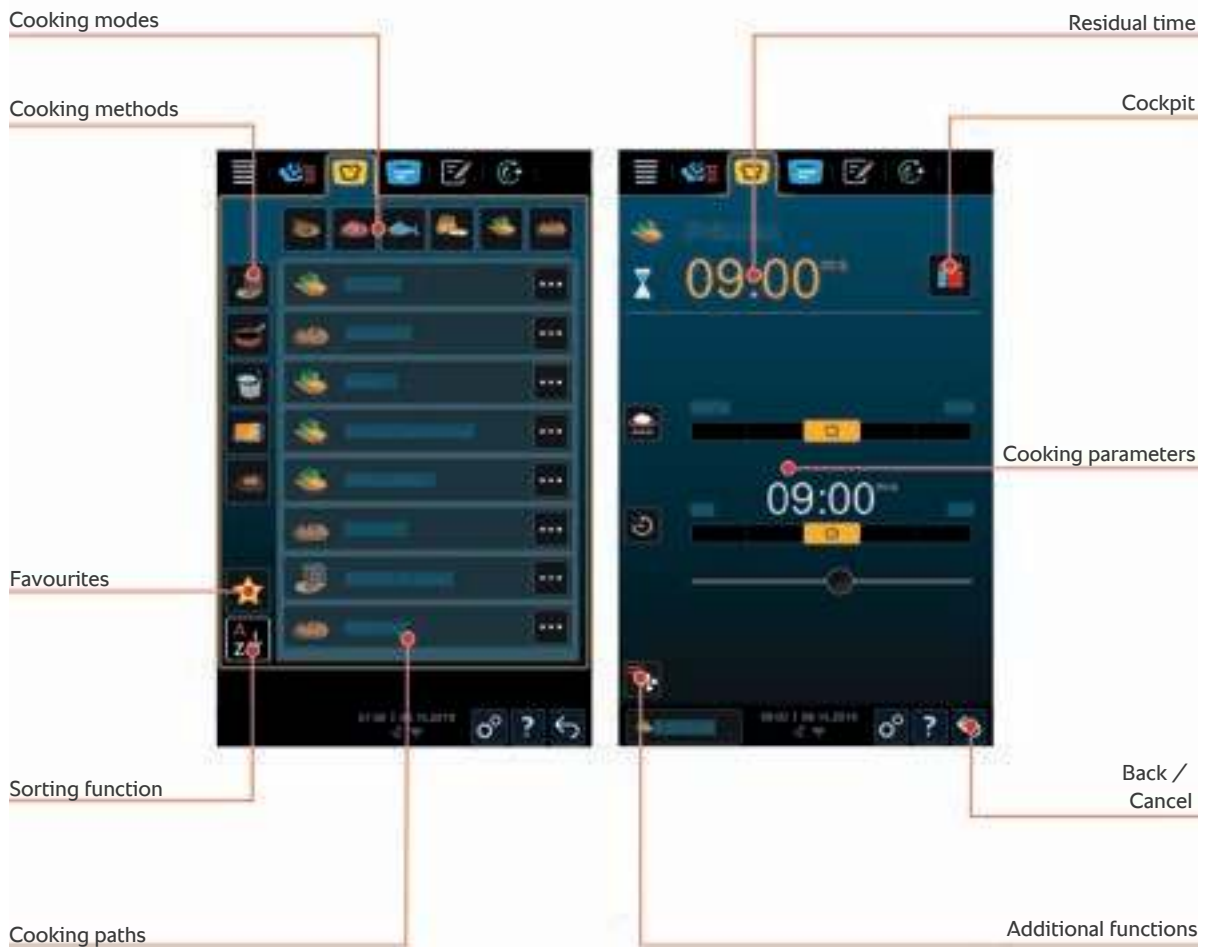 Cooking modes
Residual time
Cooking methods
Cockpit
09:00
Cooking parameters
09:00
Favourites
A
Z
?
?
Sorting function
Back /
Cancel
Cooking paths
Additional functions